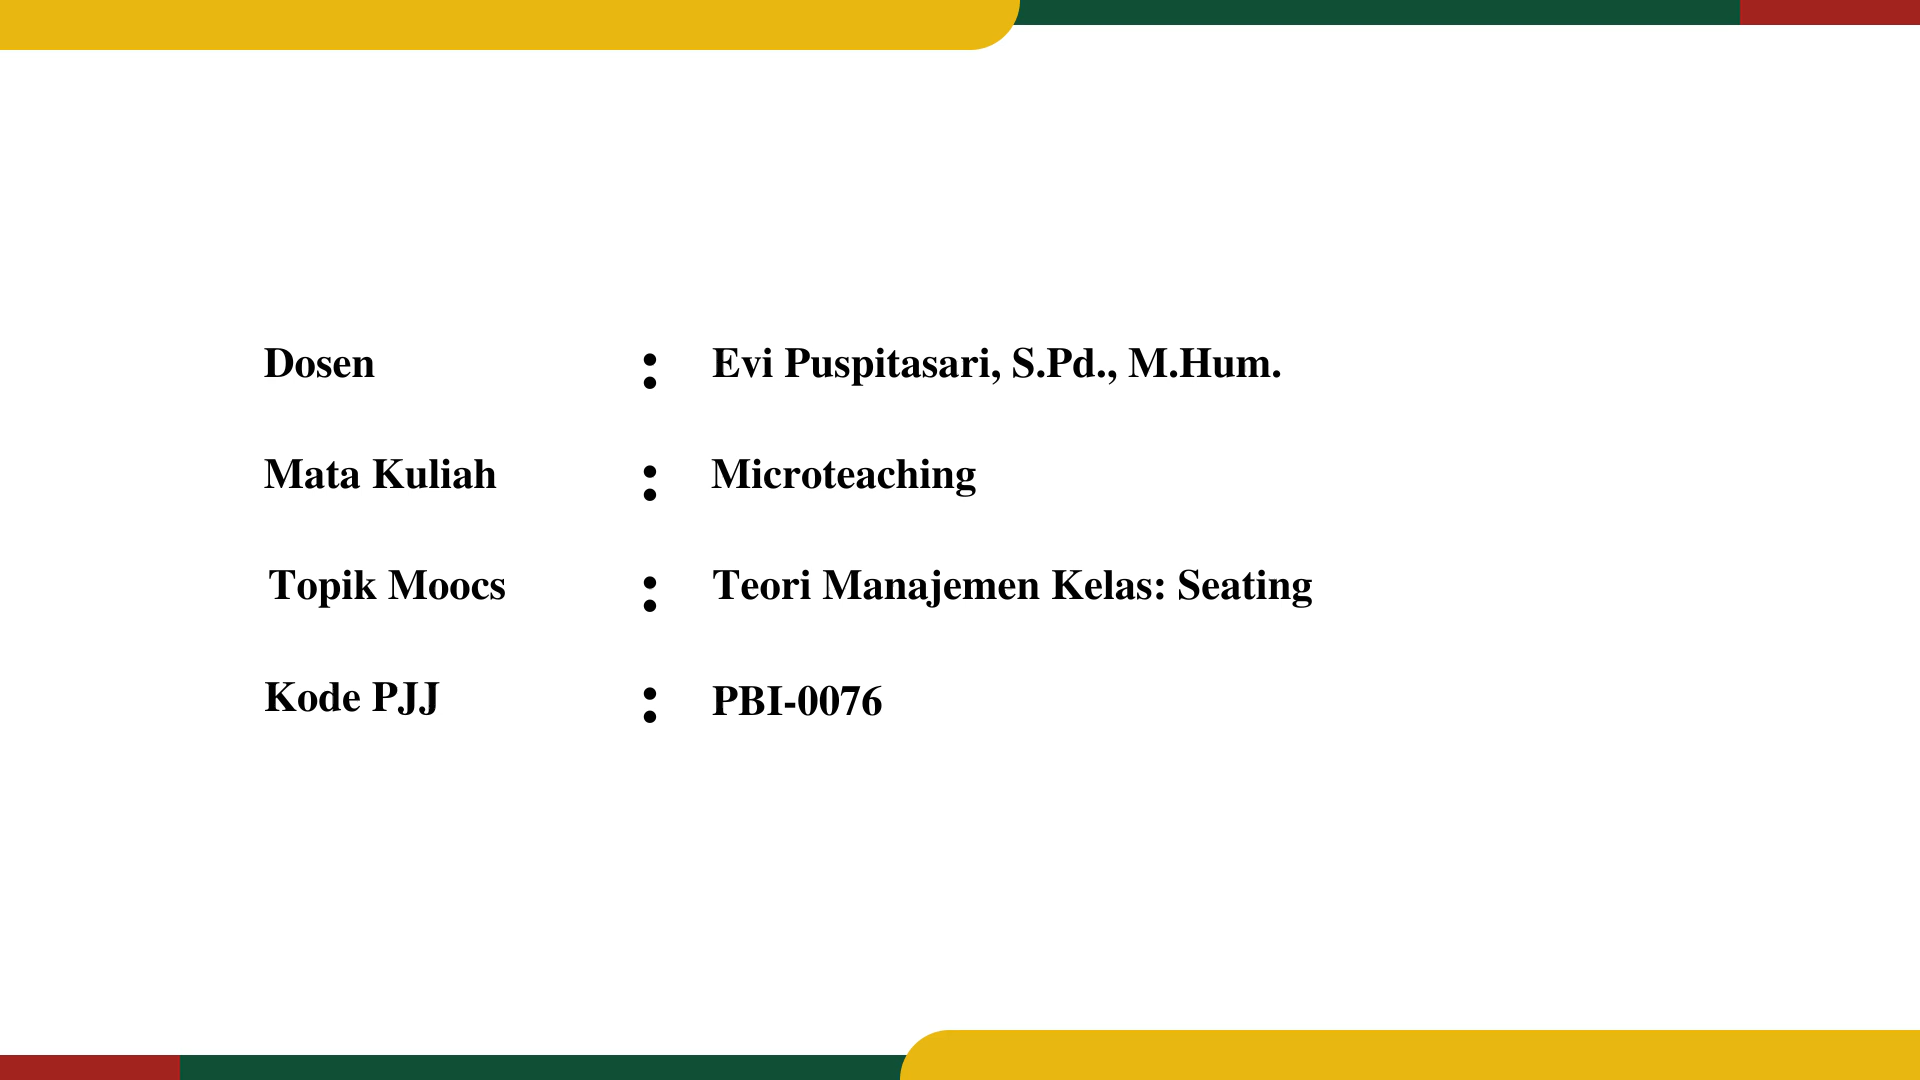 Dosen : Evi Puspitasari, S.Pd., M.Hum.
Mata Kuliah : Microteaching
Topik Moocs : Teori Manajemen Kelas: Seating
Kode PJJ : PBI-0076